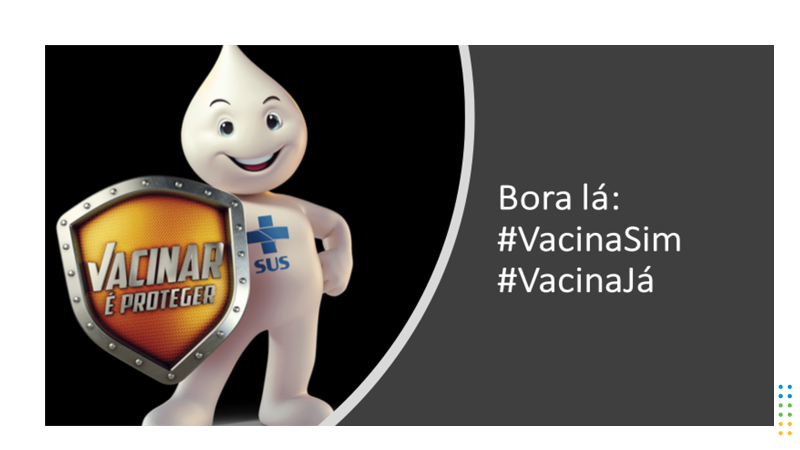 VACINAR
É PROTEGER
SUS
Bora lá:
#VacinaSim
#VacinaJá